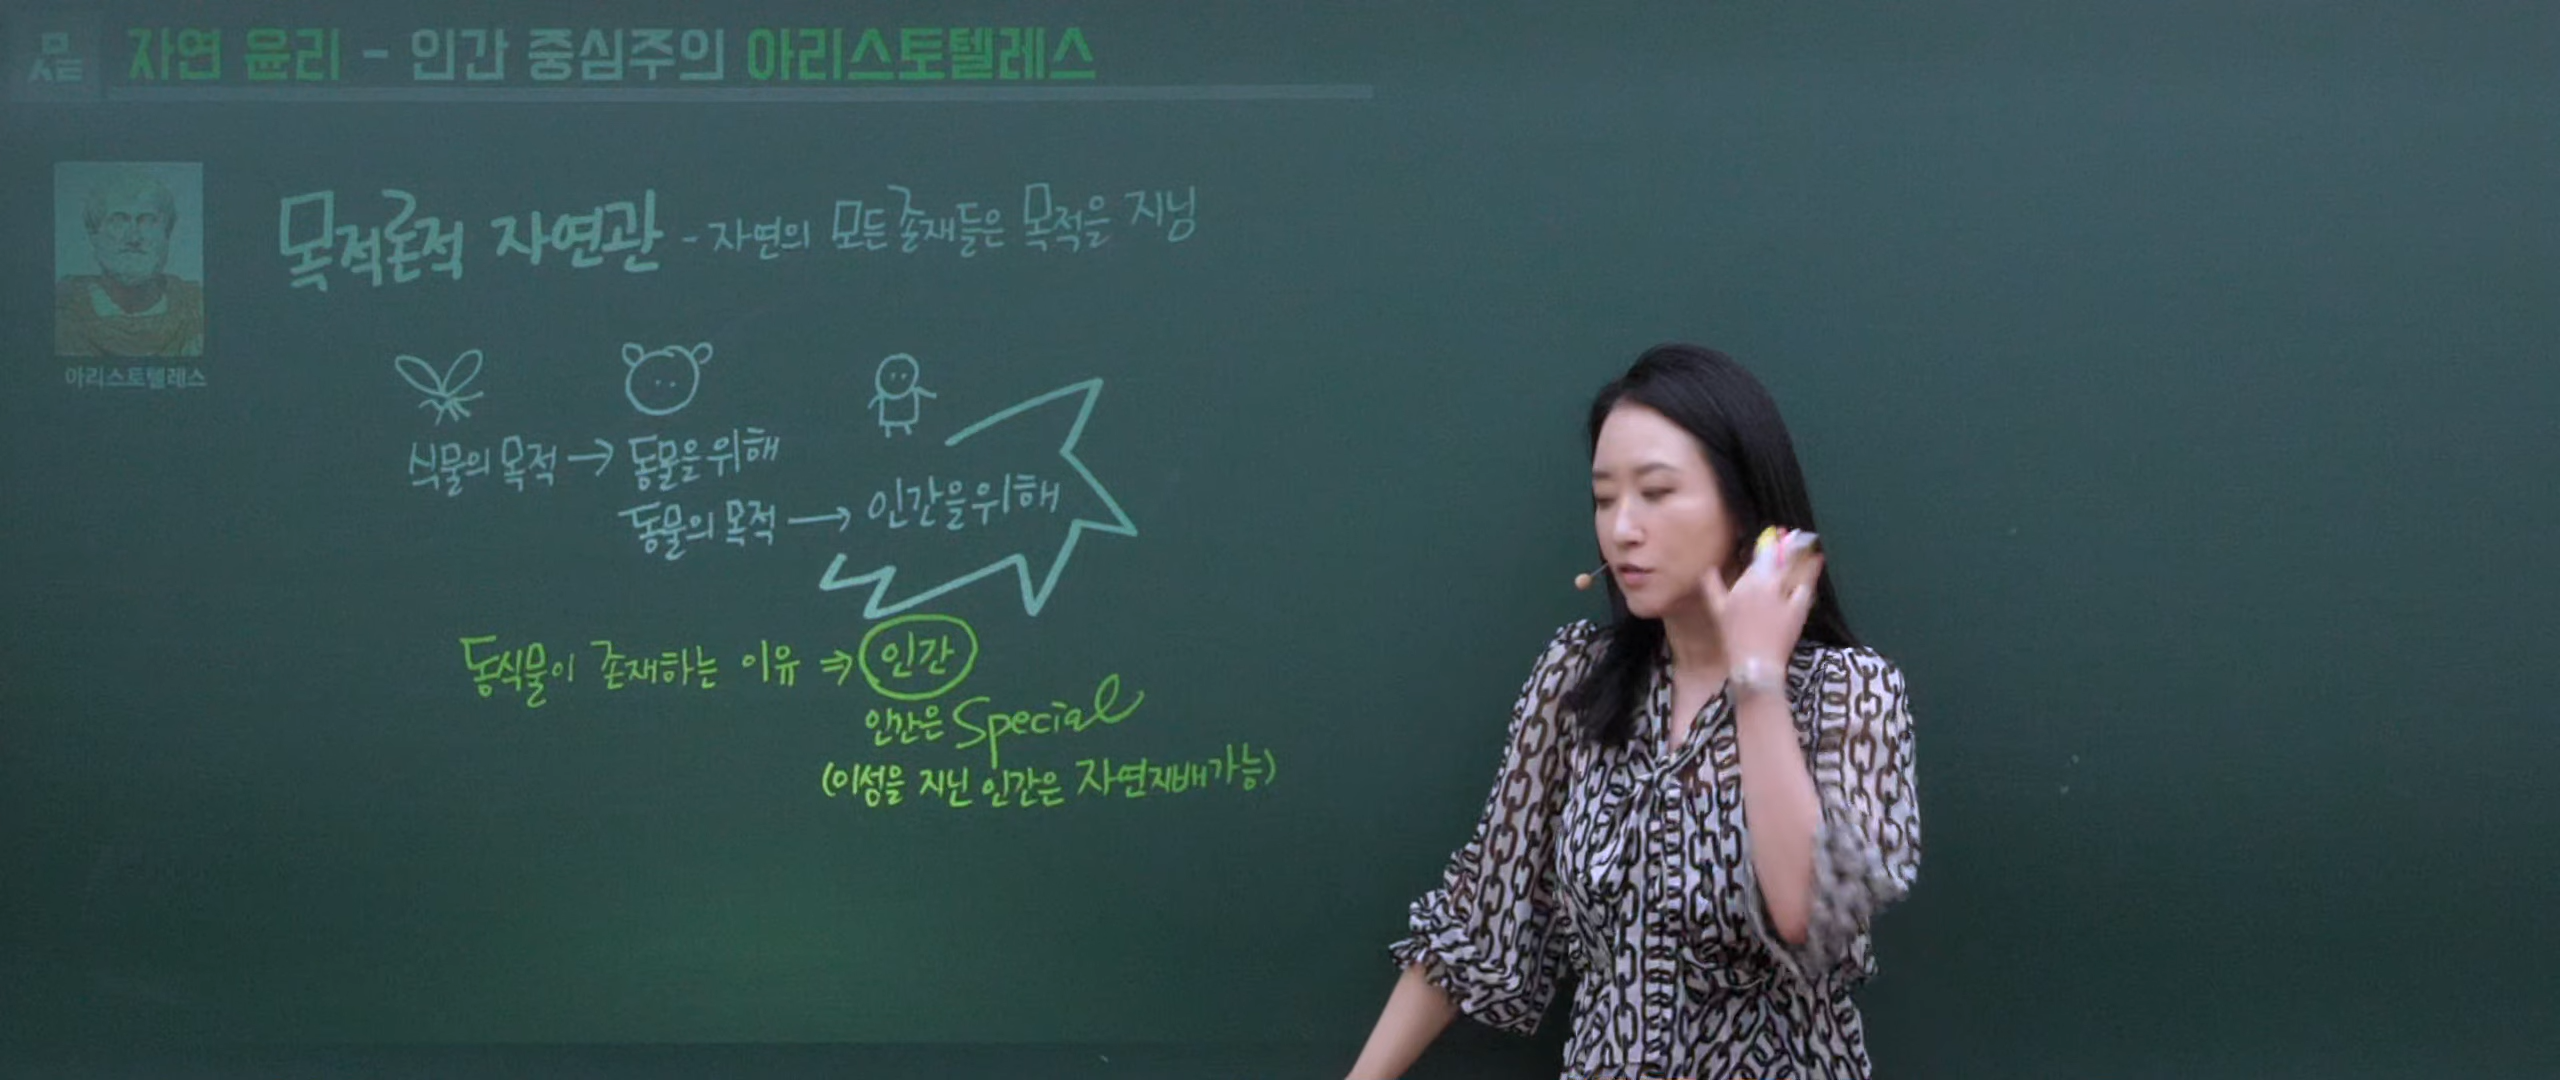 모든
자연 윤리 - 인간 중심주의 아리스토텔레스
목적론적 자연관 - 자연의 모든 존재들은 목적을 지님
아리스토텔레스
식물의 목적 → 동물을 위해
동물의 목적 → 인간을 위해
동식물이 존재하는 이유 ⇒ 인간
인간은 Special
(이성을 지닌 인간은 자연지배가능)